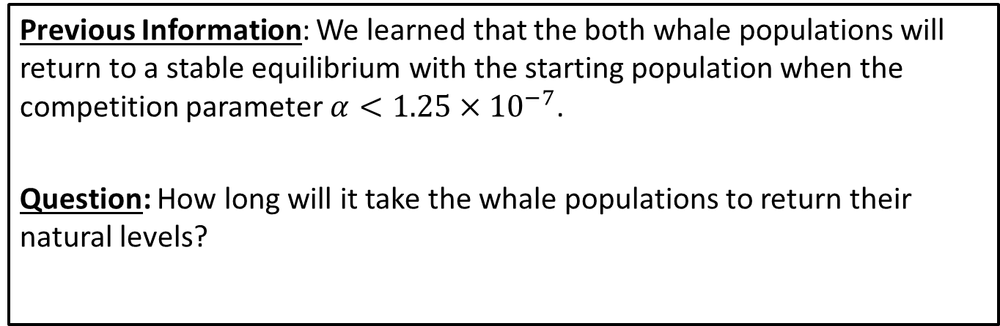 Previous Information: We learned that the both whale populations will
return to a stable equilibrium with the starting population when the
competition parameter 𝛼 < 1.25 × 10⁻⁷.
Question: How long will it take the whale populations to return their
natural levels?